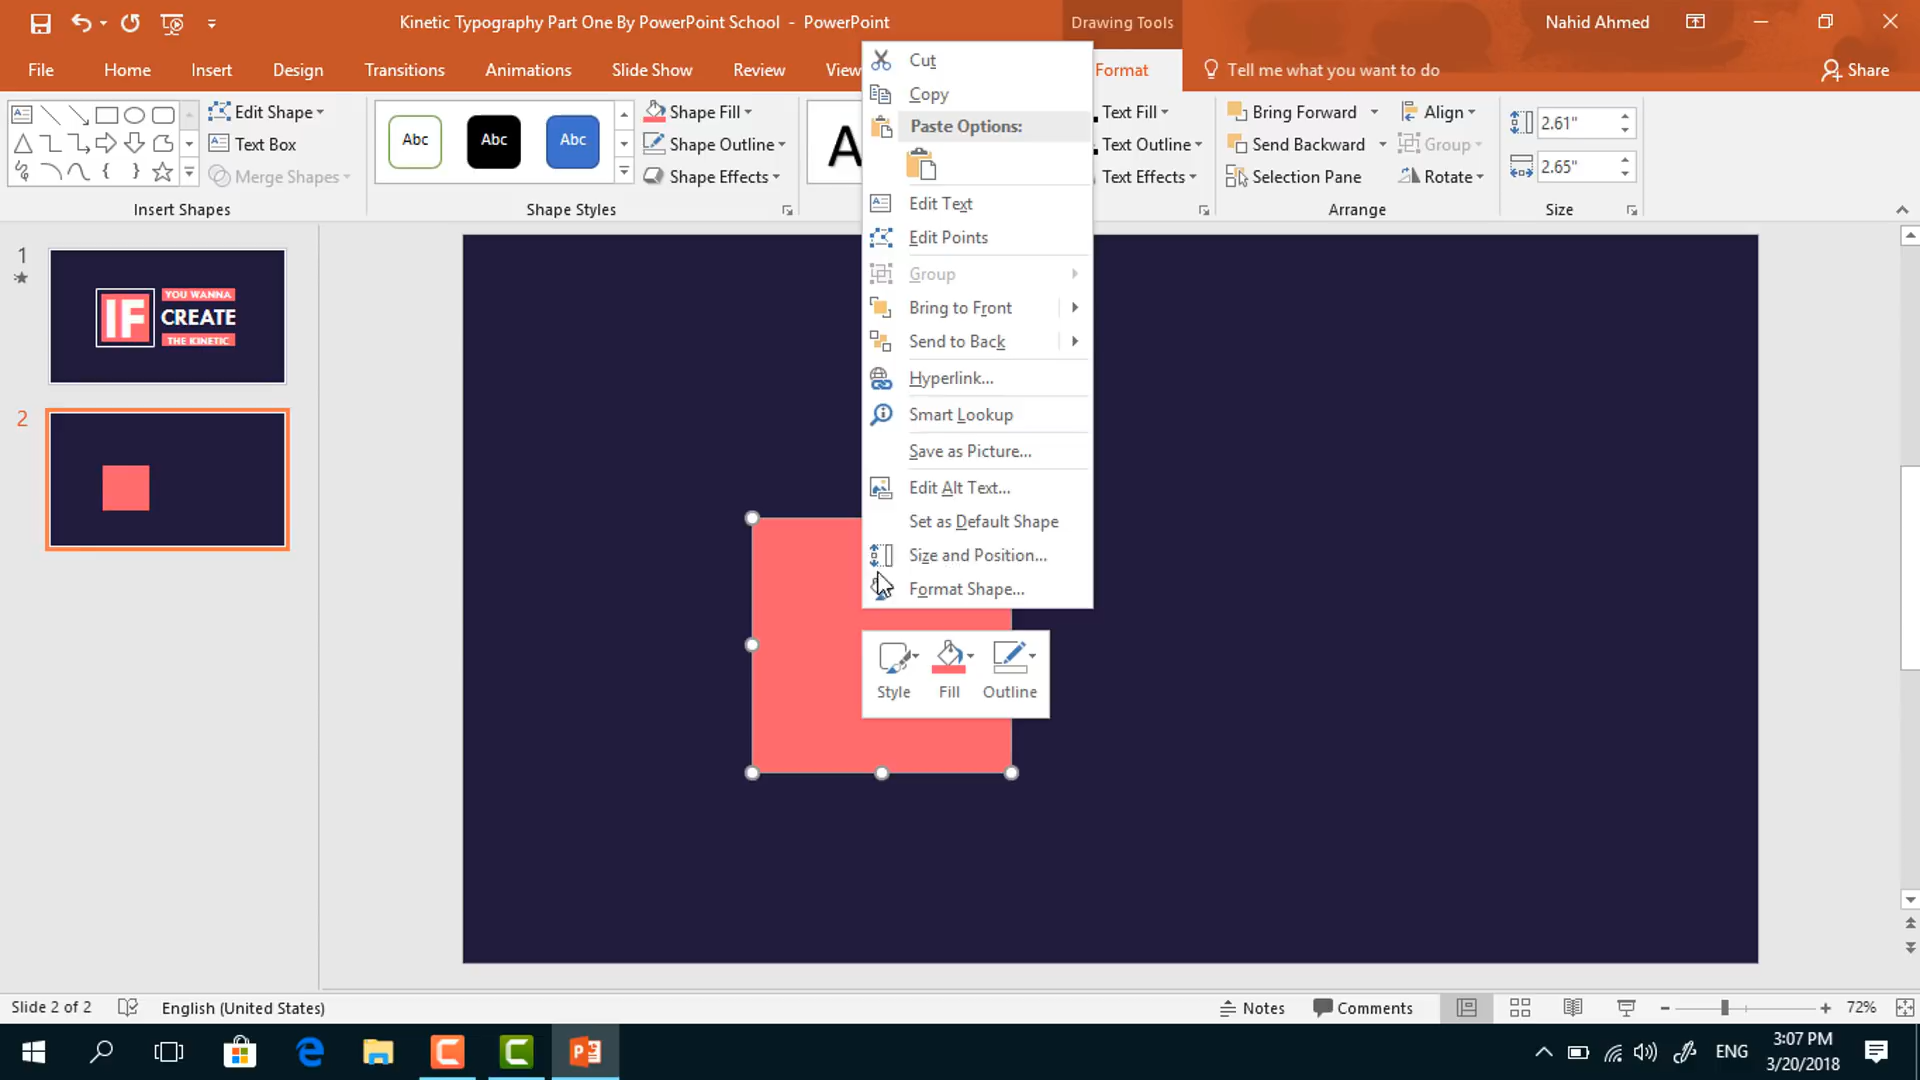 Kinetic Typography Part One By PowerPoint School - PowerPoint
Drawing Tools
Nahid Ahmed
File
Home
Insert
Design
Transitions
Animations
Slide Show
Review
View
Format
Tell me what you want to do
Share
Edit Shape
Text Box
Merge Shapes
Insert Shapes
Abc
Abc
Abc
Shape Fill
Shape Outline
Shape Effects
Shape Styles
A
Text Fill
Text Outline
Text Effects
Bring Forward
Send Backward
Selection Pane
Align
Group
Rotate
Arrange
2.61"
2.65"
Size
Cut
Copy
Paste Options:
Edit Text
Edit Points
Group
Bring to Front
Send to Back
Hyperlink...
Smart Lookup
Save as Picture...
Edit Alt Text...
Set as Default Shape
Size and Position...
Format Shape...
Style
Fill
Outline
1
IF
YOU WANNA
CREATE
THE KINETIC
2
Slide 2 of 2
English (United States)
Notes
Comments
72%
ENG
3:07 PM
3/20/2018